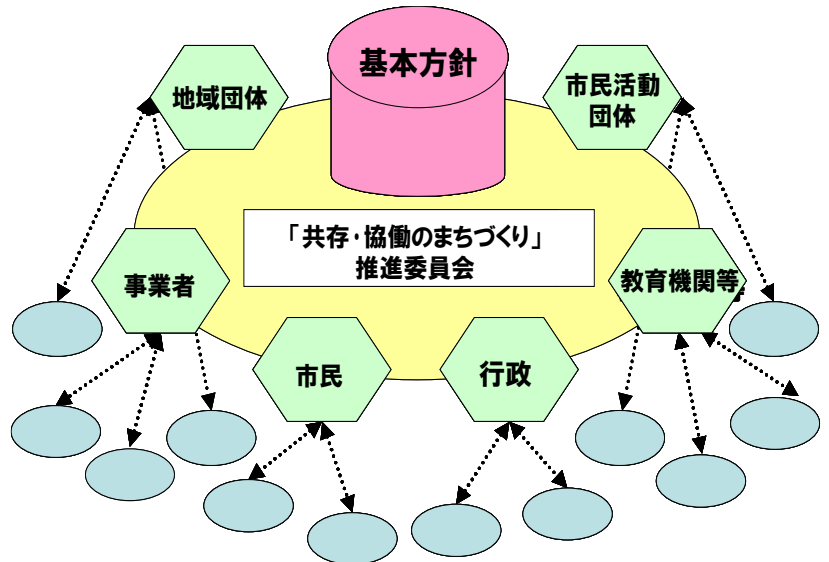 基本方針
地域団体
市民活動
団体
「共存・協働のまちづくり」
推進委員会
事業者
教育機関等
市民
行政